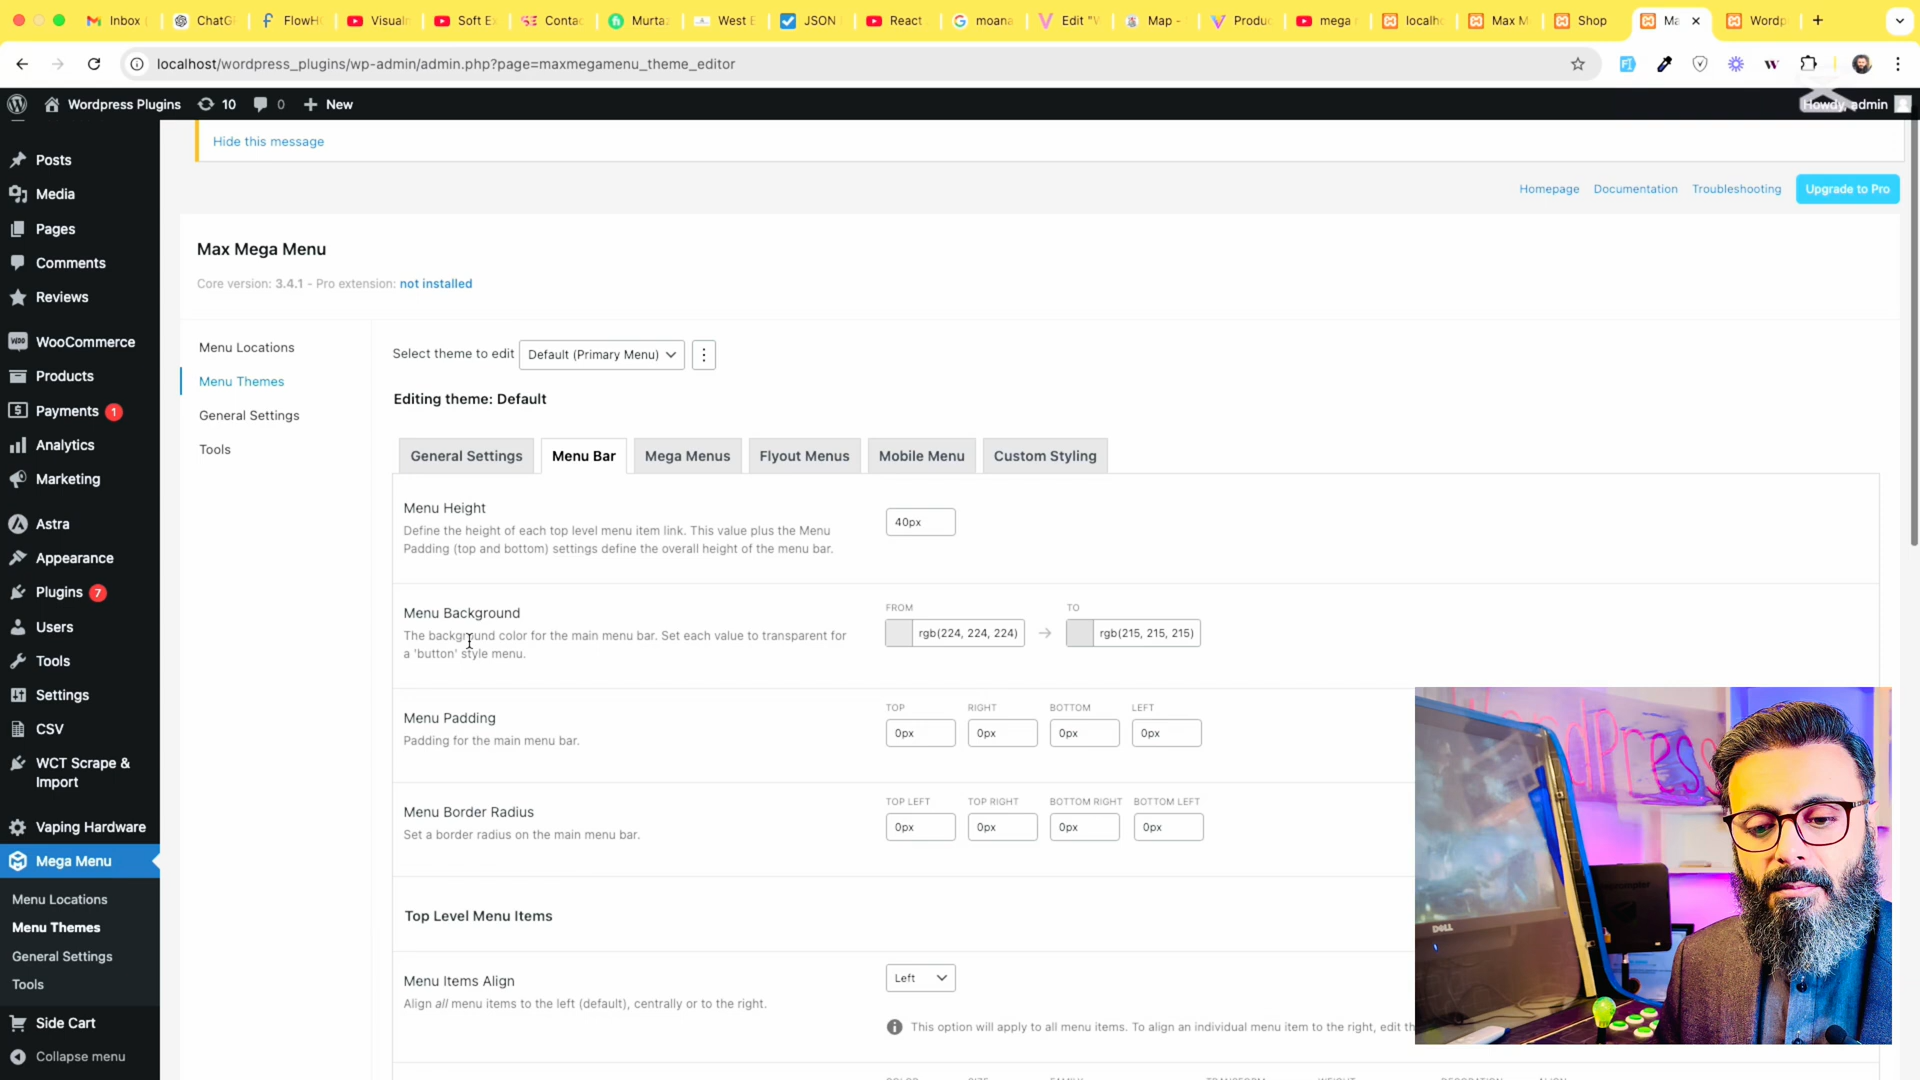 Inbox
ChatG
FlowH
Visual
Soft E
Conta
Murta
West E
JSON
React
moana
Edit "V
Map -
Produ
mega
localh
Max M
Shop
Ma
Wordp
localhost/wordpress_plugins/wp-admin/admin.php?page=maxmegamenu_theme_editor
Wordpress Plugins 10 0 New
Howdy, admin
Posts
Media
Pages
Comments
Reviews
WooCommerce
Products
Payments 1
Analytics
Marketing
Astra
Appearance
Plugins 7
Users
Tools
Settings
CSV
WCT Scrape &
Import
Vaping Hardware
Mega Menu
Menu Locations
Menu Themes
General Settings
Tools
Side Cart
Collapse menu
Hide this message
Homepage Documentation Troubleshooting Upgrade to Pro
Max Mega Menu
Core version: 3.4.1 - Pro extension: not installed
Menu Locations
Menu Themes
General Settings
Tools
Select theme to edit Default (Primary Menu)
Editing theme: Default
General Settings Menu Bar Mega Menus Flyout Menus Mobile Menu Custom Styling
Menu Height
Define the height of each top level menu item link. This value plus the Menu
Padding (top and bottom) settings define the overall height of the menu bar.
40px
Menu Background
The background color for the main menu bar. Set each value to transparent for
a 'button' style menu.
FROM TO
rgb(224, 224, 224) → rgb(215, 215, 215)
Menu Padding
Padding for the main menu bar.
TOP RIGHT BOTTOM LEFT
0px 0px 0px 0px
Menu Border Radius
Set a border radius on the main menu bar.
TOP LEFT TOP RIGHT BOTTOM RIGHT BOTTOM LEFT
0px 0px 0px 0px
Top Level Menu Items
Menu Items Align
Align all menu items to the left (default), centrally or to the right.
Left
This option will apply to all menu items. To align an individual menu item to the right, edit th
DELL